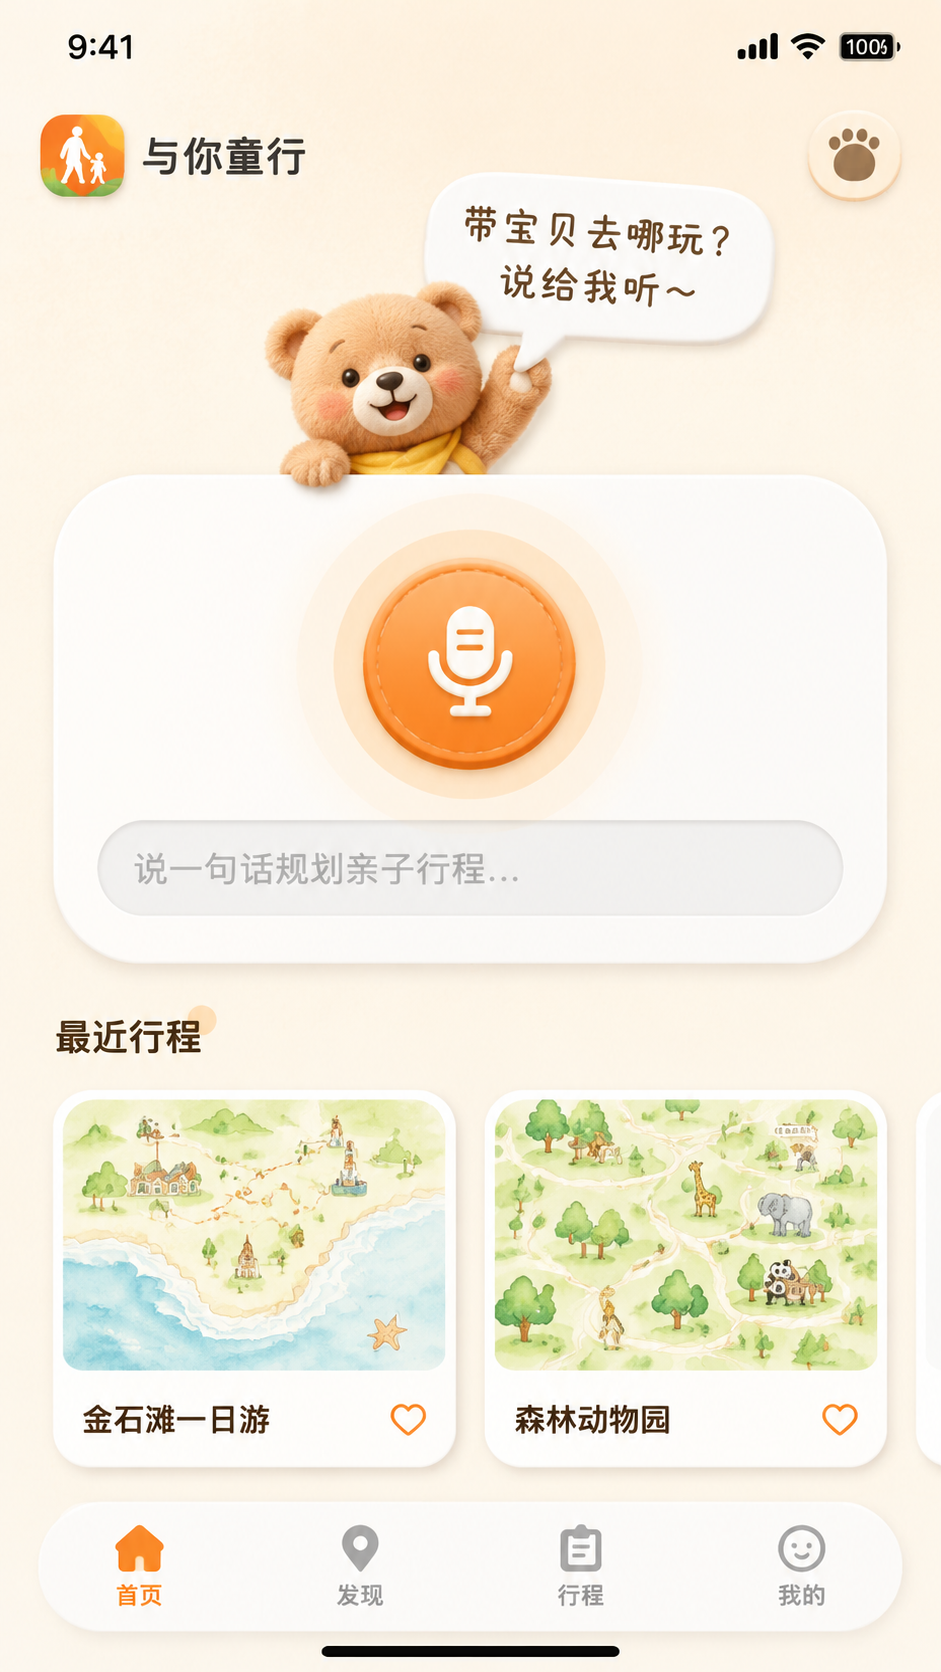 9:41
100%
与你童行
带宝贝去哪玩?
说给我听~
说一句话规划亲子行程...
最近行程
金石滩一日游
森林动物园
首页
发现
行程
我的